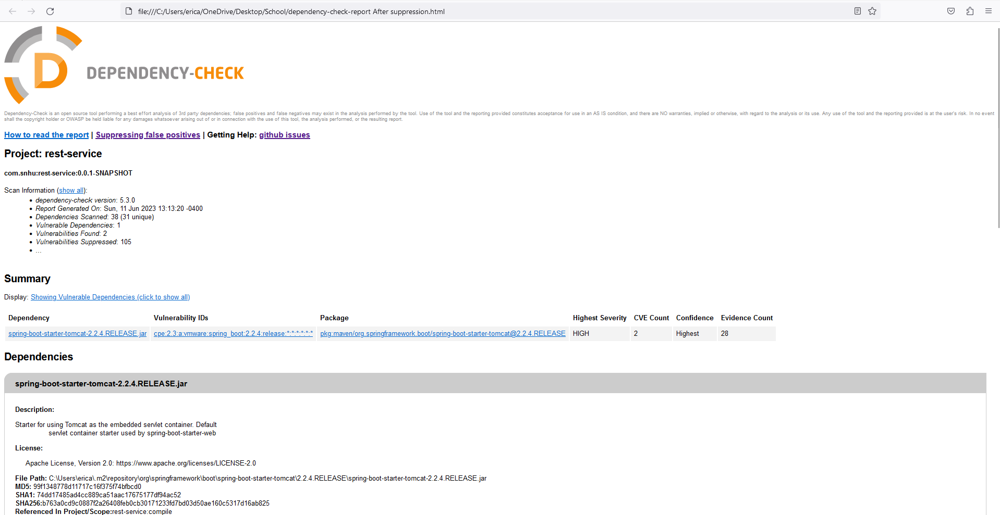 file:///C:/Users/erica/OneDrive/Desktop/School/dependency-check-report After suppression.html
D
DEPENDENCY-CHECK
Dependency-Check is an open source tool performing a best effort analysis of 3rd party dependencies; false positives and false negatives may exist in the analysis performed by the tool. Use of the tool and the reporting provided constitutes acceptance for use in an AS IS condition, and there are NO warranties, implied or otherwise, with regard to the analysis or its use. Any use of the tool and the reporting provided is at the user's risk. In no event
shall the copyright holder or OWASP be held liable for any damages whatsoever arising out of or in connection with the use of this tool, the analysis performed, or the resulting report.
How to read the report | Suppressing false positives | Getting Help: github issues
Project: rest-service
com.snhu:rest-service:0.0.1-SNAPSHOT
Scan Information (show all):
• dependency-check version: 5.3.0
• Report Generated On: Sun, 11 Jun 2023 13:13:20 -0400
• Dependencies Scanned: 38 (31 unique)
• Vulnerable Dependencies: 1
• Vulnerabilities Found: 2
• Vulnerabilities Suppressed: 105
• ...
Summary
Display: Showing Vulnerable Dependencies (click to show all)
Dependency Vulnerability IDs Package Highest Severity CVE Count Confidence Evidence Count
spring-boot-starter-tomcat-2.2.4.RELEASE.jar cpe:2.3:a:vmware:spring_boot:2.2.4:release:*:*:*:*:*:* pkg:maven/org.springframework.boot/spring-boot-starter-tomcat@2.2.4.RELEASE HIGH 2 Highest 28
Dependencies
spring-boot-starter-tomcat-2.2.4.RELEASE.jar
Description:
Starter for using Tomcat as the embedded servlet container. Default
servlet container starter used by spring-boot-starter-web
License:
Apache License, Version 2.0: https://www.apache.org/licenses/LICENSE-2.0
File Path: C:\Users\erica\.m2\repository\org\springframework\boot\spring-boot-starter-tomcat\2.2.4.RELEASE\spring-boot-starter-tomcat-2.2.4.RELEASE.jar
MD5: 99f1348778d11717c16f375f74bfbcd0
SHA1: 74dd17485ad4cc889ca51aac17675177df94ac52
SHA256:b763a0cd9c0887f2a26408feb0cb30171233fd7bd03d50ae160c5317d16ab825
Referenced In Project/Scope:rest-service:compile